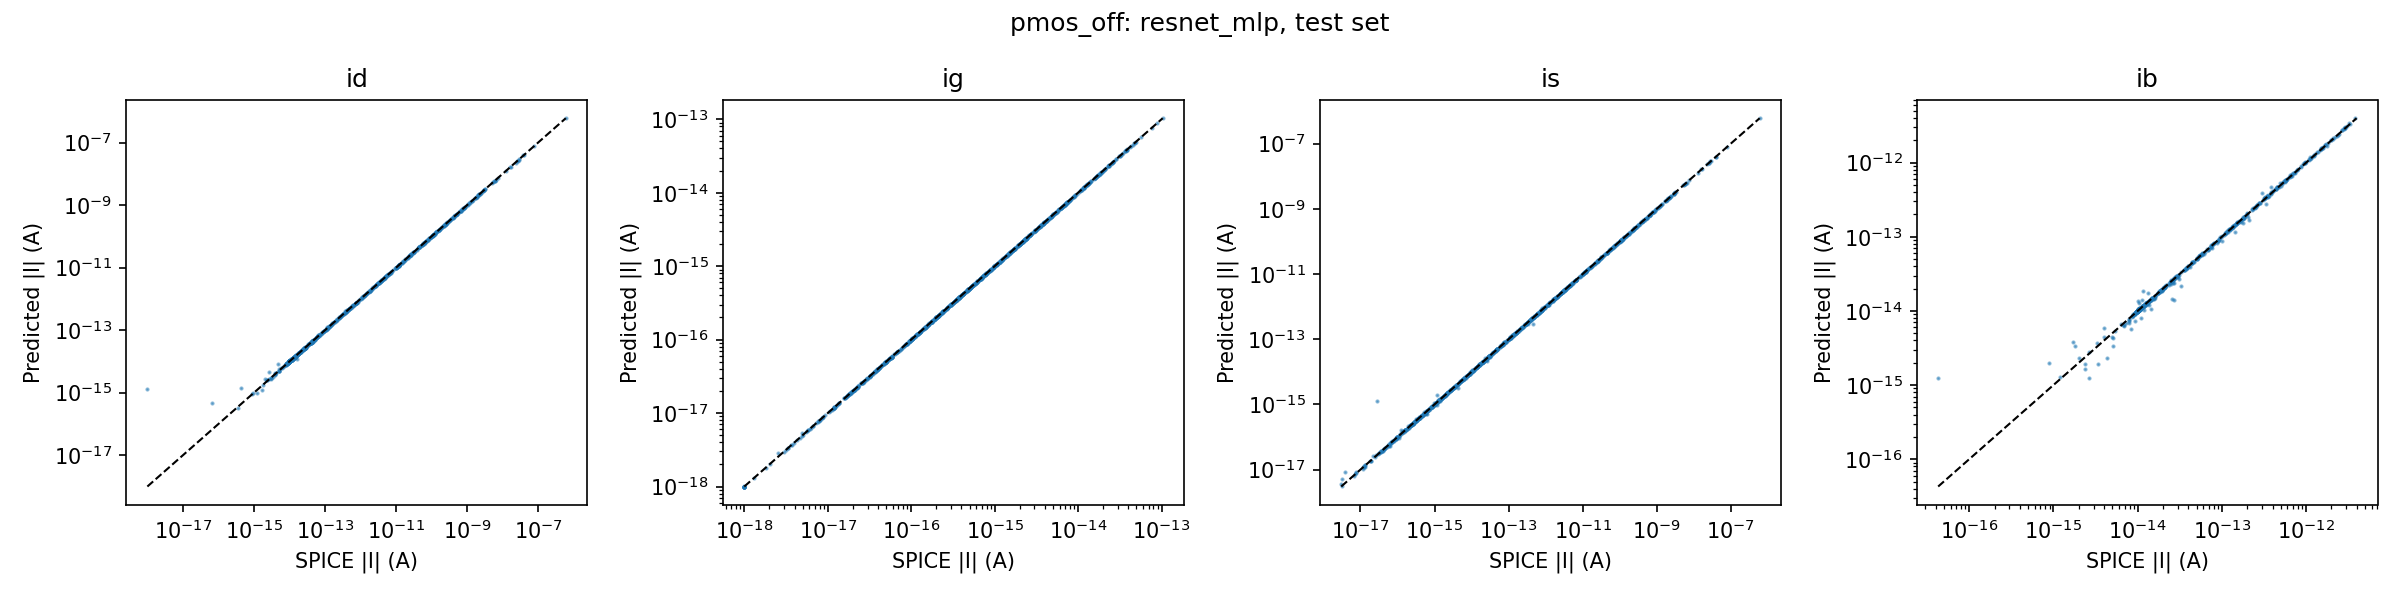 pmos_off: resnet_mlp, test set
id
10⁻⁷
10⁻⁹
10⁻¹¹
10⁻¹³
10⁻¹⁵
10⁻¹⁷
Predicted |I| (A)
10⁻¹⁷ 10⁻¹⁵ 10⁻¹³ 10⁻¹¹ 10⁻⁹ 10⁻⁷
SPICE |I| (A)
ig
10⁻¹³
10⁻¹⁴
10⁻¹⁵
10⁻¹⁶
10⁻¹⁷
10⁻¹⁸
Predicted |I| (A)
10⁻¹⁸ 10⁻¹⁷ 10⁻¹⁶ 10⁻¹⁵ 10⁻¹⁴ 10⁻¹³
SPICE |I| (A)
is
10⁻⁷
10⁻⁹
10⁻¹¹
10⁻¹³
10⁻¹⁵
10⁻¹⁷
Predicted |I| (A)
10⁻¹⁷ 10⁻¹⁵ 10⁻¹³ 10⁻¹¹ 10⁻⁹ 10⁻⁷
SPICE |I| (A)
ib
10⁻¹²
10⁻¹³
10⁻¹⁴
10⁻¹⁵
10⁻¹⁶
Predicted |I| (A)
10⁻¹⁶ 10⁻¹⁵ 10⁻¹⁴ 10⁻¹³ 10⁻¹²
SPICE |I| (A)